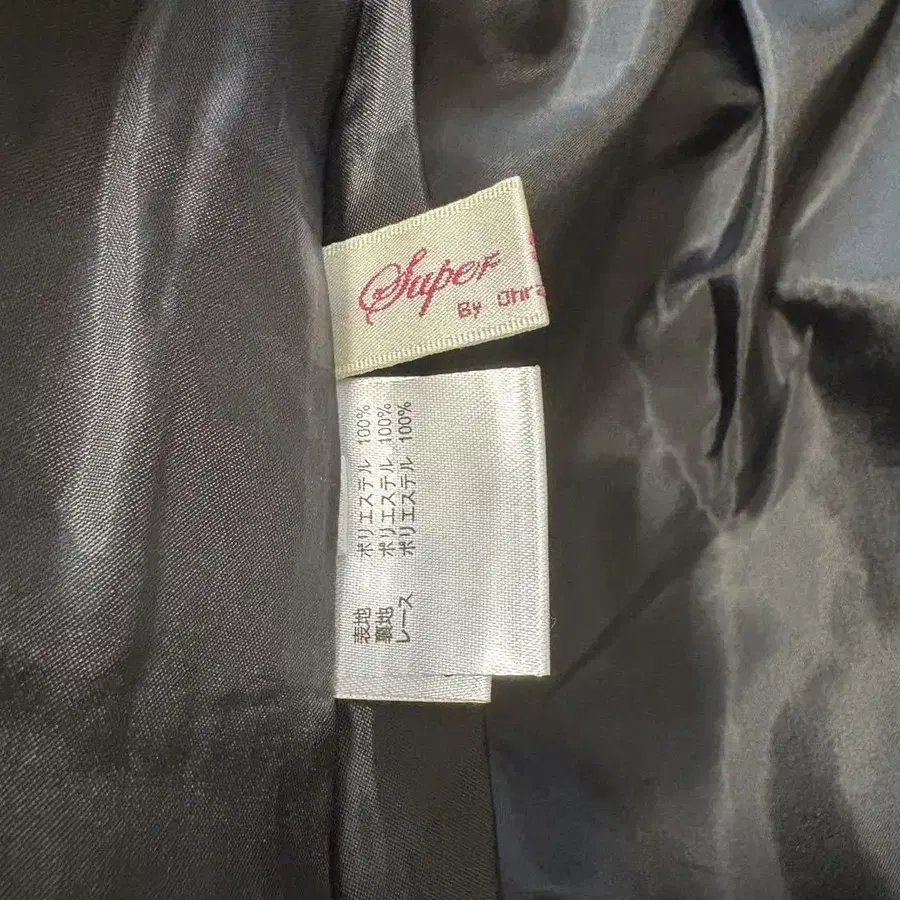 Super
By
表地 ポリエステル 100%
裏地 ポリエステル 100%
レース ポリエステル 100%